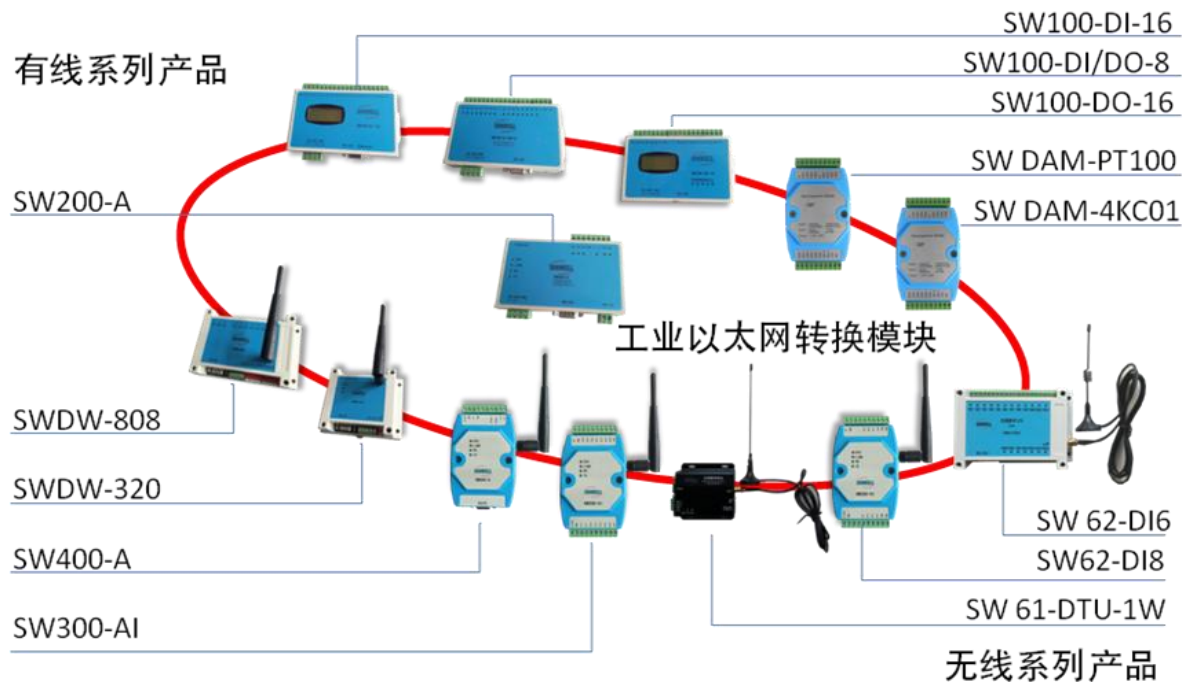 SW100-DI-16
有线系列产品
SW100-DI/DO-8
SW100-DO-16
SW DAM-PT100
SW200-A
SW DAM-4KC01
工业以太网转换模块
SWDW-808
SWDW-320
SW 62-DI6
SW400-A
SW62-DI8
SW 61-DTU-1W
SW300-AI
无线系列产品